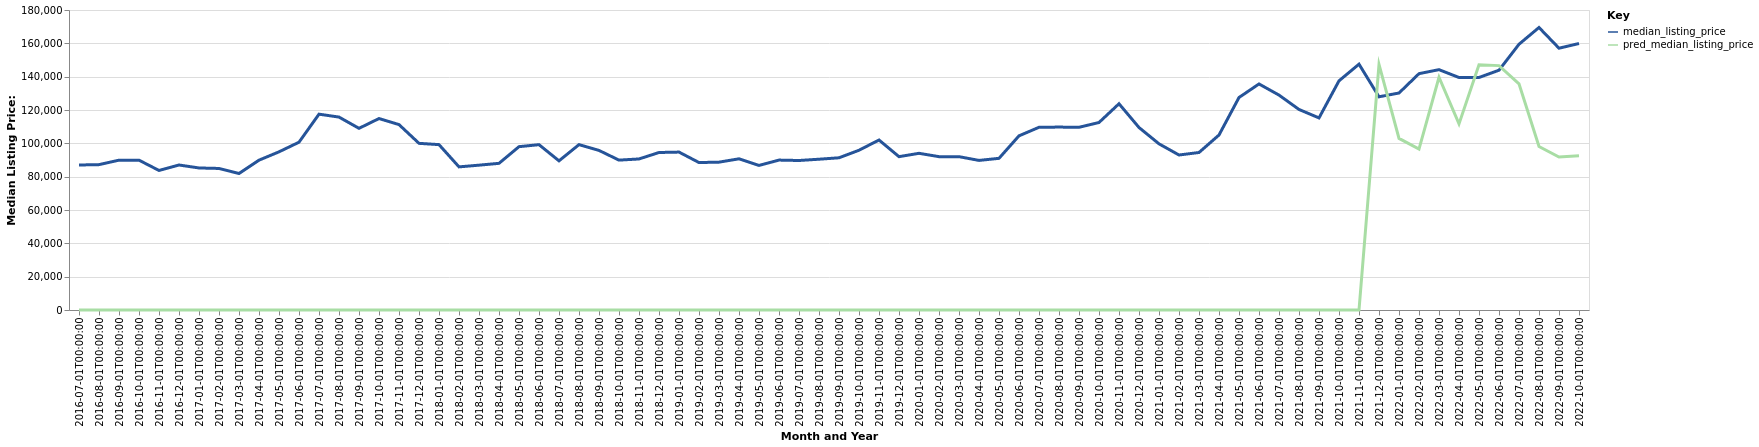 180,000
160,000
140,000
120,000
100,000
80,000
60,000
40,000
20,000
0
Median Listing Price:
2016-07-01T00:00:00
2016-08-01T00:00:00
2016-09-01T00:00:00
2016-10-01T00:00:00
2016-11-01T00:00:00
2016-12-01T00:00:00
2017-01-01T00:00:00
2017-02-01T00:00:00
2017-03-01T00:00:00
2017-04-01T00:00:00
2017-05-01T00:00:00
2017-06-01T00:00:00
2017-07-01T00:00:00
2017-08-01T00:00:00
2017-09-01T00:00:00
2017-10-01T00:00:00
2017-11-01T00:00:00
2017-12-01T00:00:00
2018-01-01T00:00:00
2018-02-01T00:00:00
2018-03-01T00:00:00
2018-04-01T00:00:00
2018-05-01T00:00:00
2018-06-01T00:00:00
2018-07-01T00:00:00
2018-08-01T00:00:00
2018-09-01T00:00:00
2018-10-01T00:00:00
2018-11-01T00:00:00
2018-12-01T00:00:00
2019-01-01T00:00:00
2019-02-01T00:00:00
2019-03-01T00:00:00
2019-04-01T00:00:00
2019-05-01T00:00:00
2019-06-01T00:00:00
2019-07-01T00:00:00
2019-08-01T00:00:00
2019-09-01T00:00:00
2019-10-01T00:00:00
2019-11-01T00:00:00
2019-12-01T00:00:00
2020-01-01T00:00:00
2020-02-01T00:00:00
2020-03-01T00:00:00
2020-04-01T00:00:00
2020-05-01T00:00:00
2020-06-01T00:00:00
2020-07-01T00:00:00
2020-08-01T00:00:00
2020-09-01T00:00:00
2020-10-01T00:00:00
2020-11-01T00:00:00
2020-12-01T00:00:00
2021-01-01T00:00:00
2021-02-01T00:00:00
2021-03-01T00:00:00
2021-04-01T00:00:00
2021-05-01T00:00:00
2021-06-01T00:00:00
2021-07-01T00:00:00
2021-08-01T00:00:00
2021-09-01T00:00:00
2021-10-01T00:00:00
2021-11-01T00:00:00
2021-12-01T00:00:00
2022-01-01T00:00:00
2022-02-01T00:00:00
2022-03-01T00:00:00
2022-04-01T00:00:00
2022-05-01T00:00:00
2022-06-01T00:00:00
2022-07-01T00:00:00
2022-08-01T00:00:00
2022-09-01T00:00:00
2022-10-01T00:00:00
Month and Year
Key
median_listing_price
pred_median_listing_price